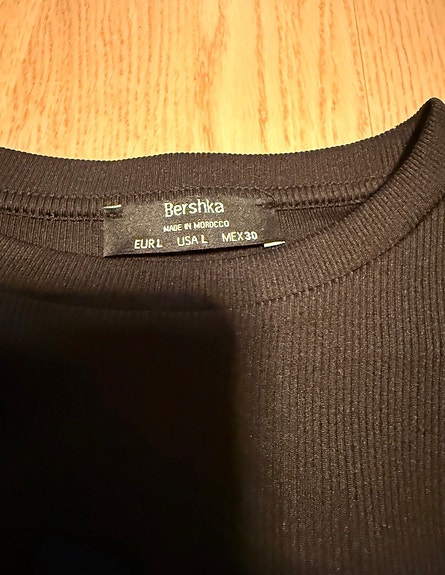 Bershka
MADE IN MOROCCO
EUR L USA L MEX 30